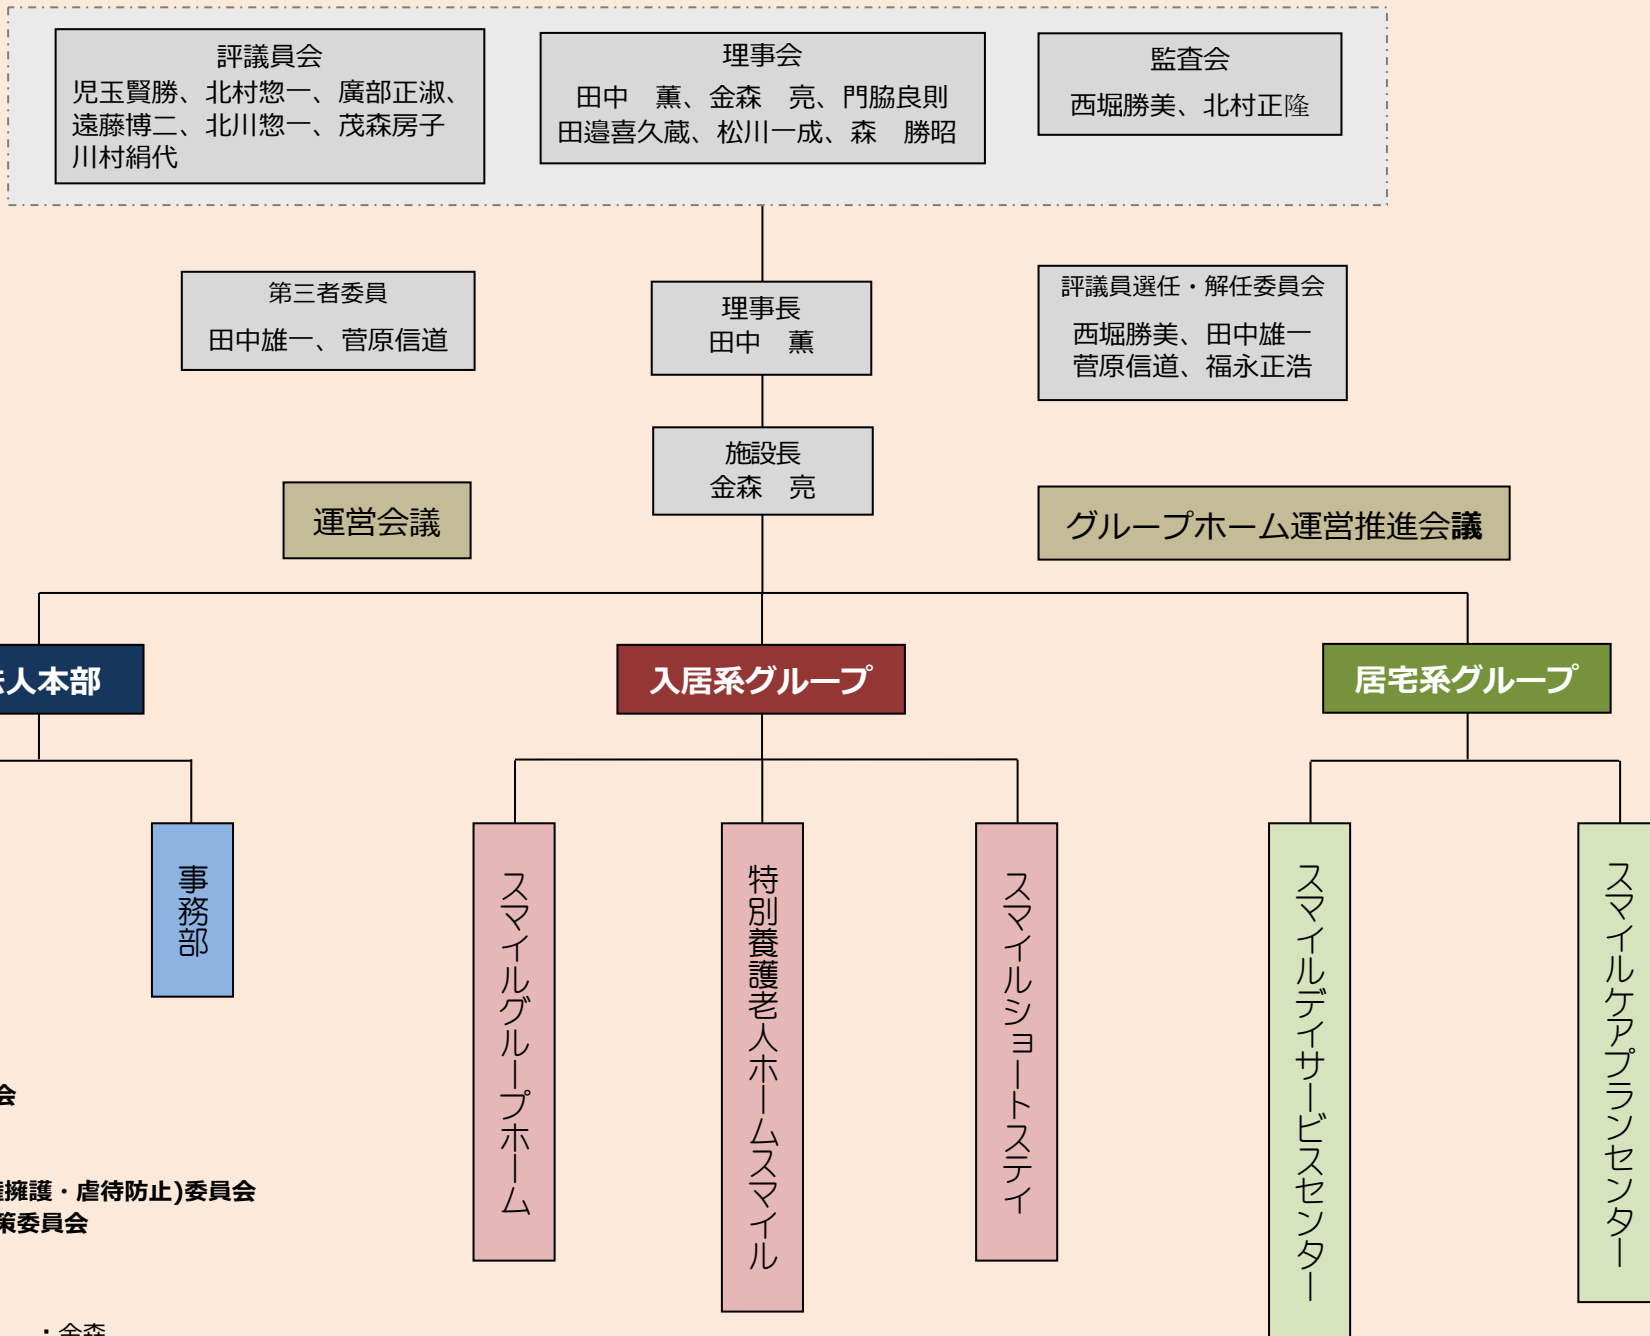 評議員会
児玉賢勝、北村惣一、廣部正淑、
遠藤博二、北川惣一、茂森房子
川村絹代
理事会
田中　薫、金森　亮、門脇良則
田邉喜久蔵、松川一成、森　勝昭
監査会
西堀勝美、北村正隆
第三者委員
田中雄一、菅原信道
理事長
田中　薫
評議員選任・解任委員会
西堀勝美、田中雄一
菅原信道、福永正浩
施設長
金森　亮
運営会議
グループホーム運営推進会議
人本部
入居系グループ
居宅系グループ
事務部
スマイルグループホーム
特別養護老人ホームスマイル
スマイルショートステイ
スマイルデイサービスセンター
スマイルケアプランセンター
会
擁護・虐待防止)委員会
策委員会
・金森